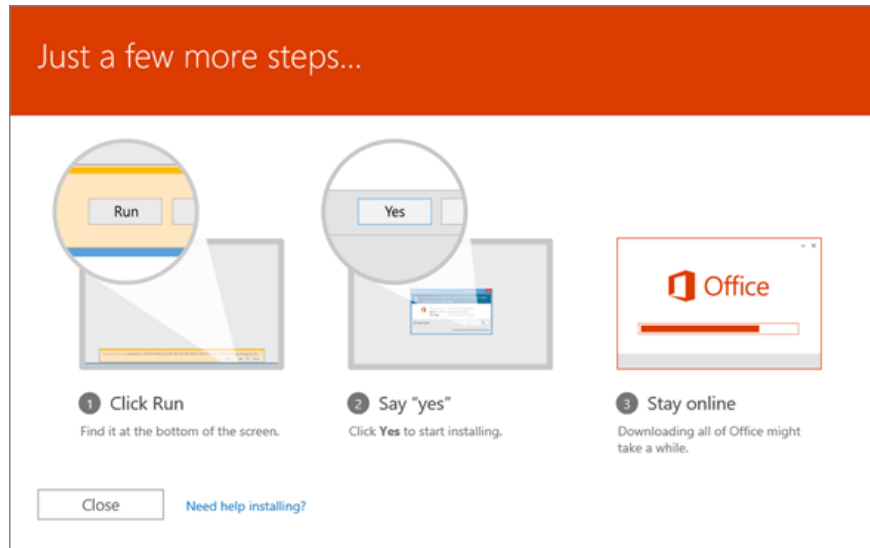 Just a few more steps...
Run
Yes
Office
1 Click Run
Find it at the bottom of the screen.
2 Say "yes"
Click Yes to start installing.
3 Stay online
Downloading all of Office might
take a while.
Close
Need help installing?